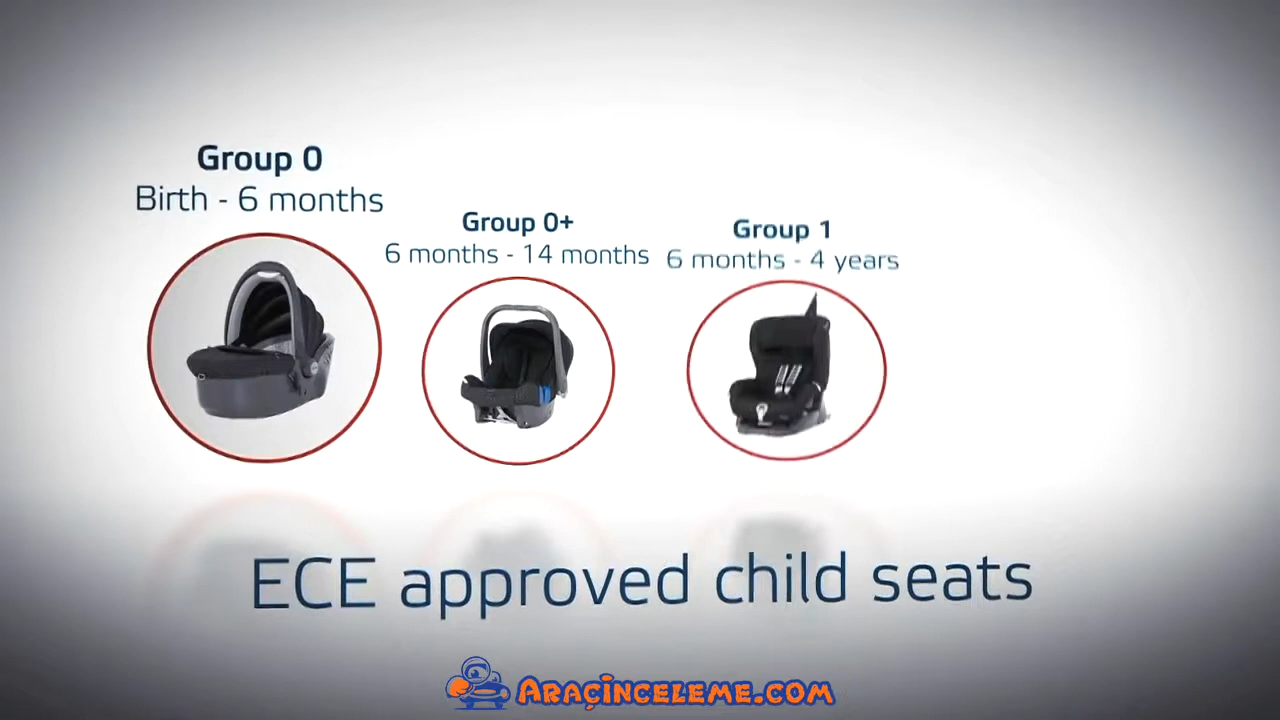 Group 0
Birth - 6 months
Group 0+
6 months - 14 months
Group 1
6 months - 4 years
ECE approved child seats
Araçinceleme.com